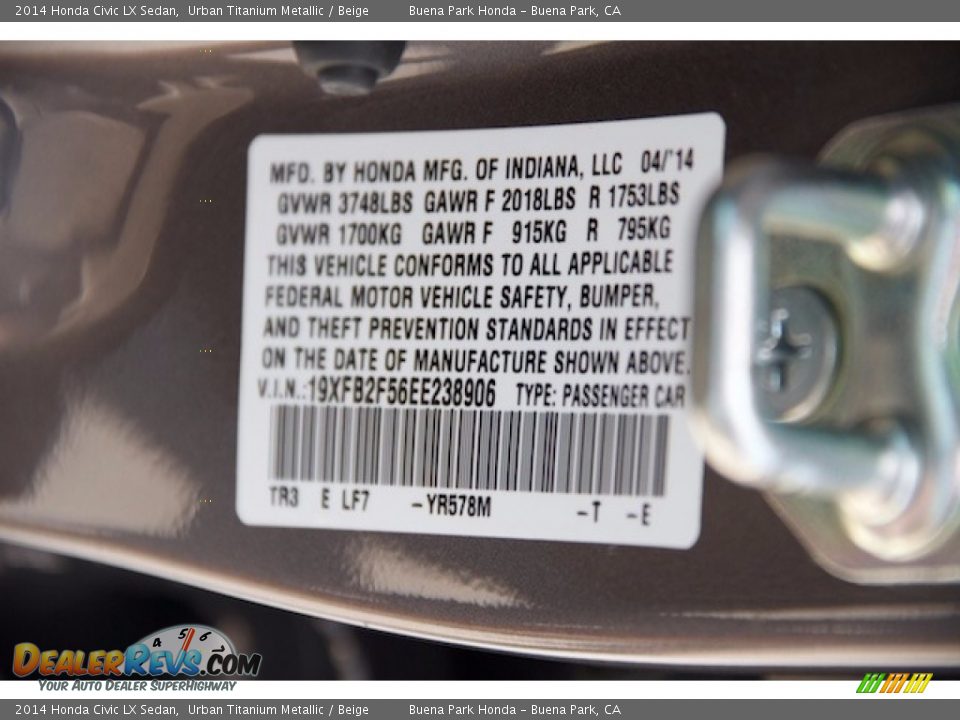 2014 Honda Civic LX Sedan, Urban Titanium Metallic / Beige Buena Park Honda – Buena Park, CA
MFD. BY HONDA MFG. OF INDIANA, LLC 04/'14
GVWR 3748LBS GAWR F 2018LBS R 1753LBS
GVWR 1700KG GAWR F 915KG R 795KG
THIS VEHICLE CONFORMS TO ALL APPLICABLE
FEDERAL MOTOR VEHICLE SAFETY, BUMPER,
AND THEFT PREVENTION STANDARDS IN EFFECT
ON THE DATE OF MANUFACTURE SHOWN ABOVE.
V.I.N.:19XFB2F56EE238906 TYPE: PASSENGER CAR
TR3 E LF7 –YR578M –T –E
4 5 6
DEALERREVS.COM
YOUR AUTO DEALER SUPERHIGHWAY
2014 Honda Civic LX Sedan, Urban Titanium Metallic / Beige Buena Park Honda – Buena Park, CA